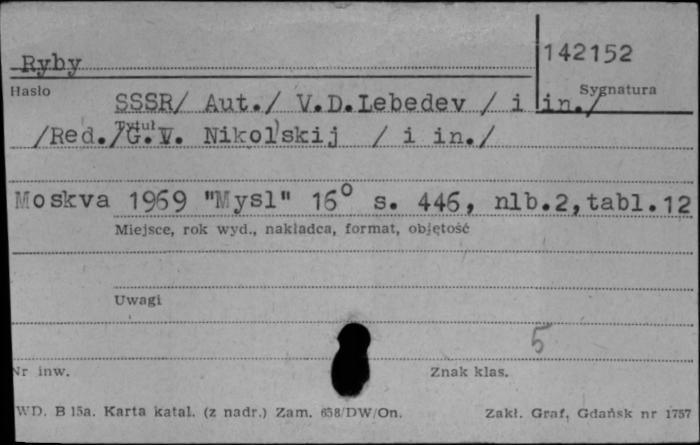 Ryby
142152
Hasło
Sygnatura
SSSR/ Aut./ V.D.Lebedev / i in./
Tytuł
/Red./G.V. Nikol'skij / i in./
Moskva 1969 "Mysl" 16° s. 446, nlb.2,tabl.12
Miejsce, rok wyd., nakładca, format, objętość
Uwagi
5
Nr inw.
Znak klas.
WD. B 15a. Karta katal. (z nadr.) Zam. 658/DW/On.
Zakł. Graf. Gdańsk nr 1757